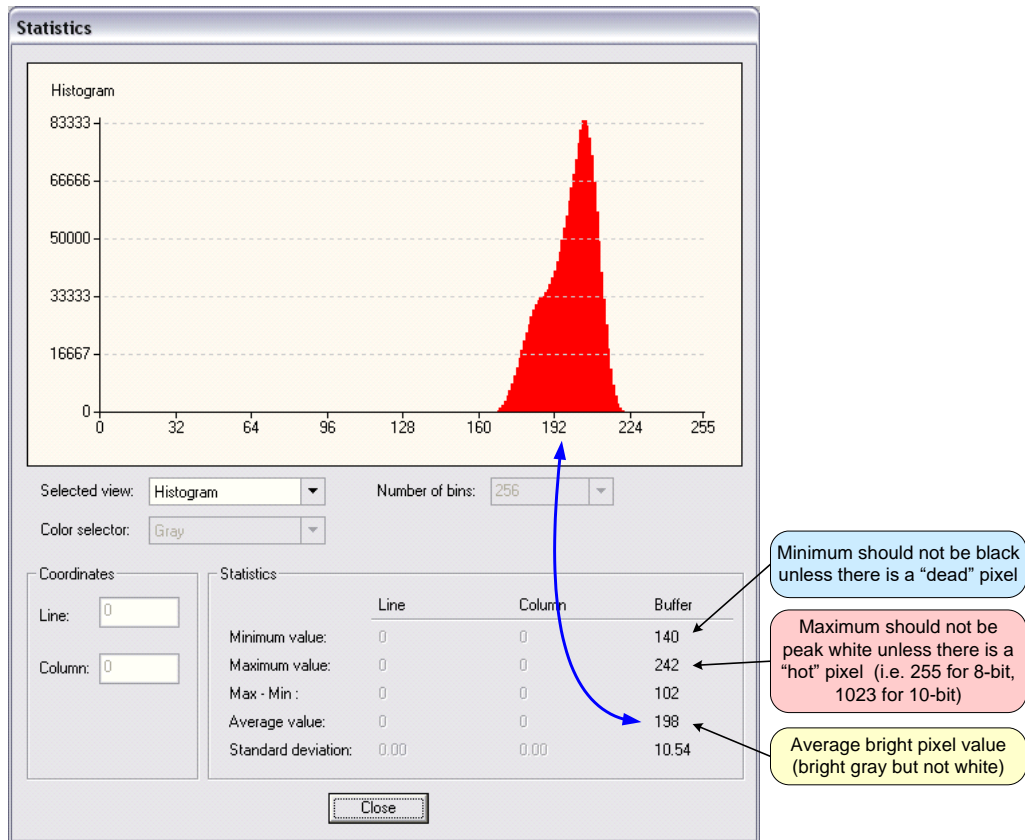 Statistics
Histogram
83333
66666
50000
33333
16667
0
0 32 64 96 128 160 192 224 255
Selected view: Histogram Number of bins: 256
Color selector: Gray
Coordinates
Line: 0
Column: 0
Statistics
Line Column Buffer
Minimum value: 0 0 140
Maximum value: 0 0 242
Max - Min : 0 0 102
Average value: 0 0 198
Standard deviation: 0.00 0.00 10.54
Close
Minimum should not be black
unless there is a “dead” pixel
Maximum should not be
peak white unless there is a
“hot” pixel (i.e. 255 for 8-bit,
1023 for 10-bit)
Average bright pixel value
(bright gray but not white)